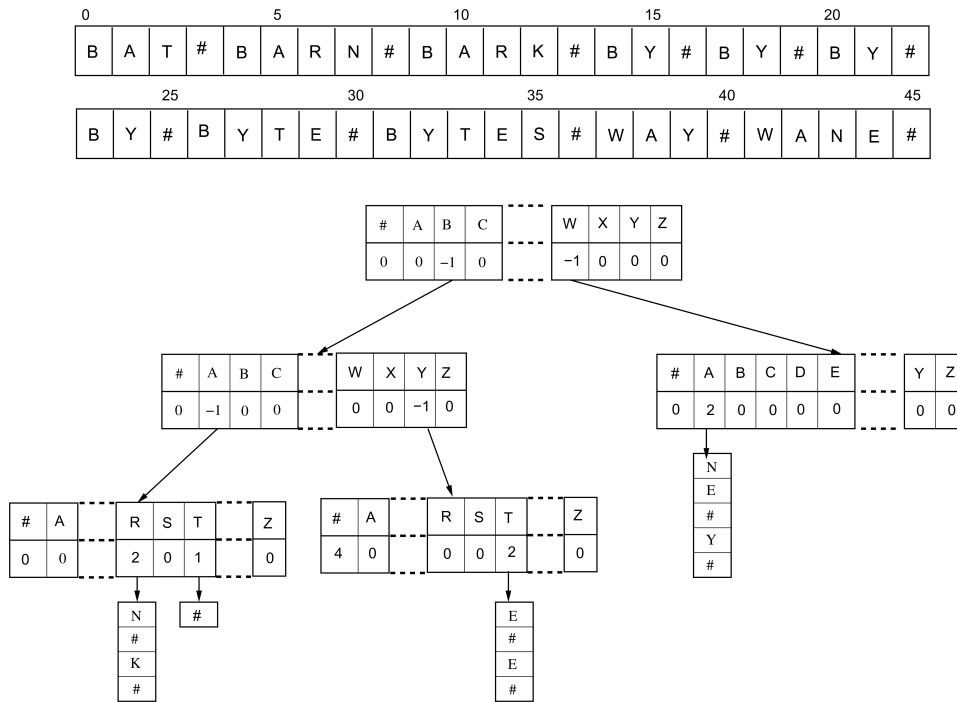 0 5 10 15 20
B A T # B A R N # B A R K # B Y # B Y # B Y #
25 30 35 40 45
B Y # B Y T E # B Y T E S # W A Y # W A N E #
# A B C W X Y Z
0 0 −1 0 −1 0 0 0
# A B C W X Y Z # A B C D E Y Z
0 −1 0 0 0 0 −1 0 0 2 0 0 0 0 0 0
N
E
#
Y
#
# A R S T Z # A R S T Z
0 0 2 0 1 0 4 0 0 0 2 0
N # E
# #
K E
# #